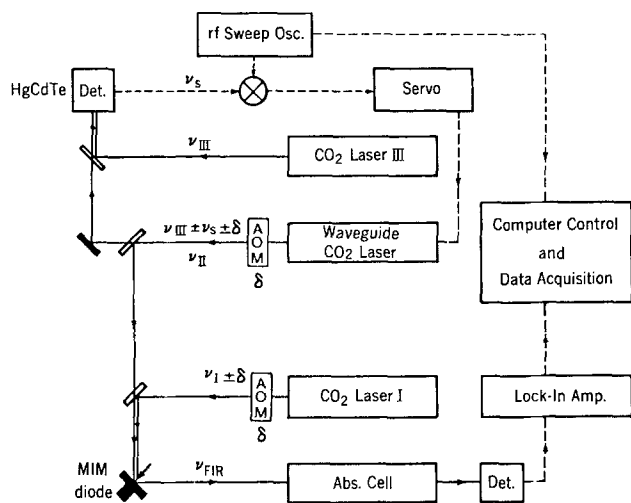 rf Sweep Osc.
HgCdTe
Det.
νS
Servo
νIII
CO2 Laser III
νIII ± νS ± δ
νII
AOM
δ
Waveguide
CO2 Laser
Computer Control
and
Data Acquisition
νI ± δ
AOM
δ
CO2 Laser I
Lock-In Amp.
MIM
diode
νFIR
Abs. Cell
Det.